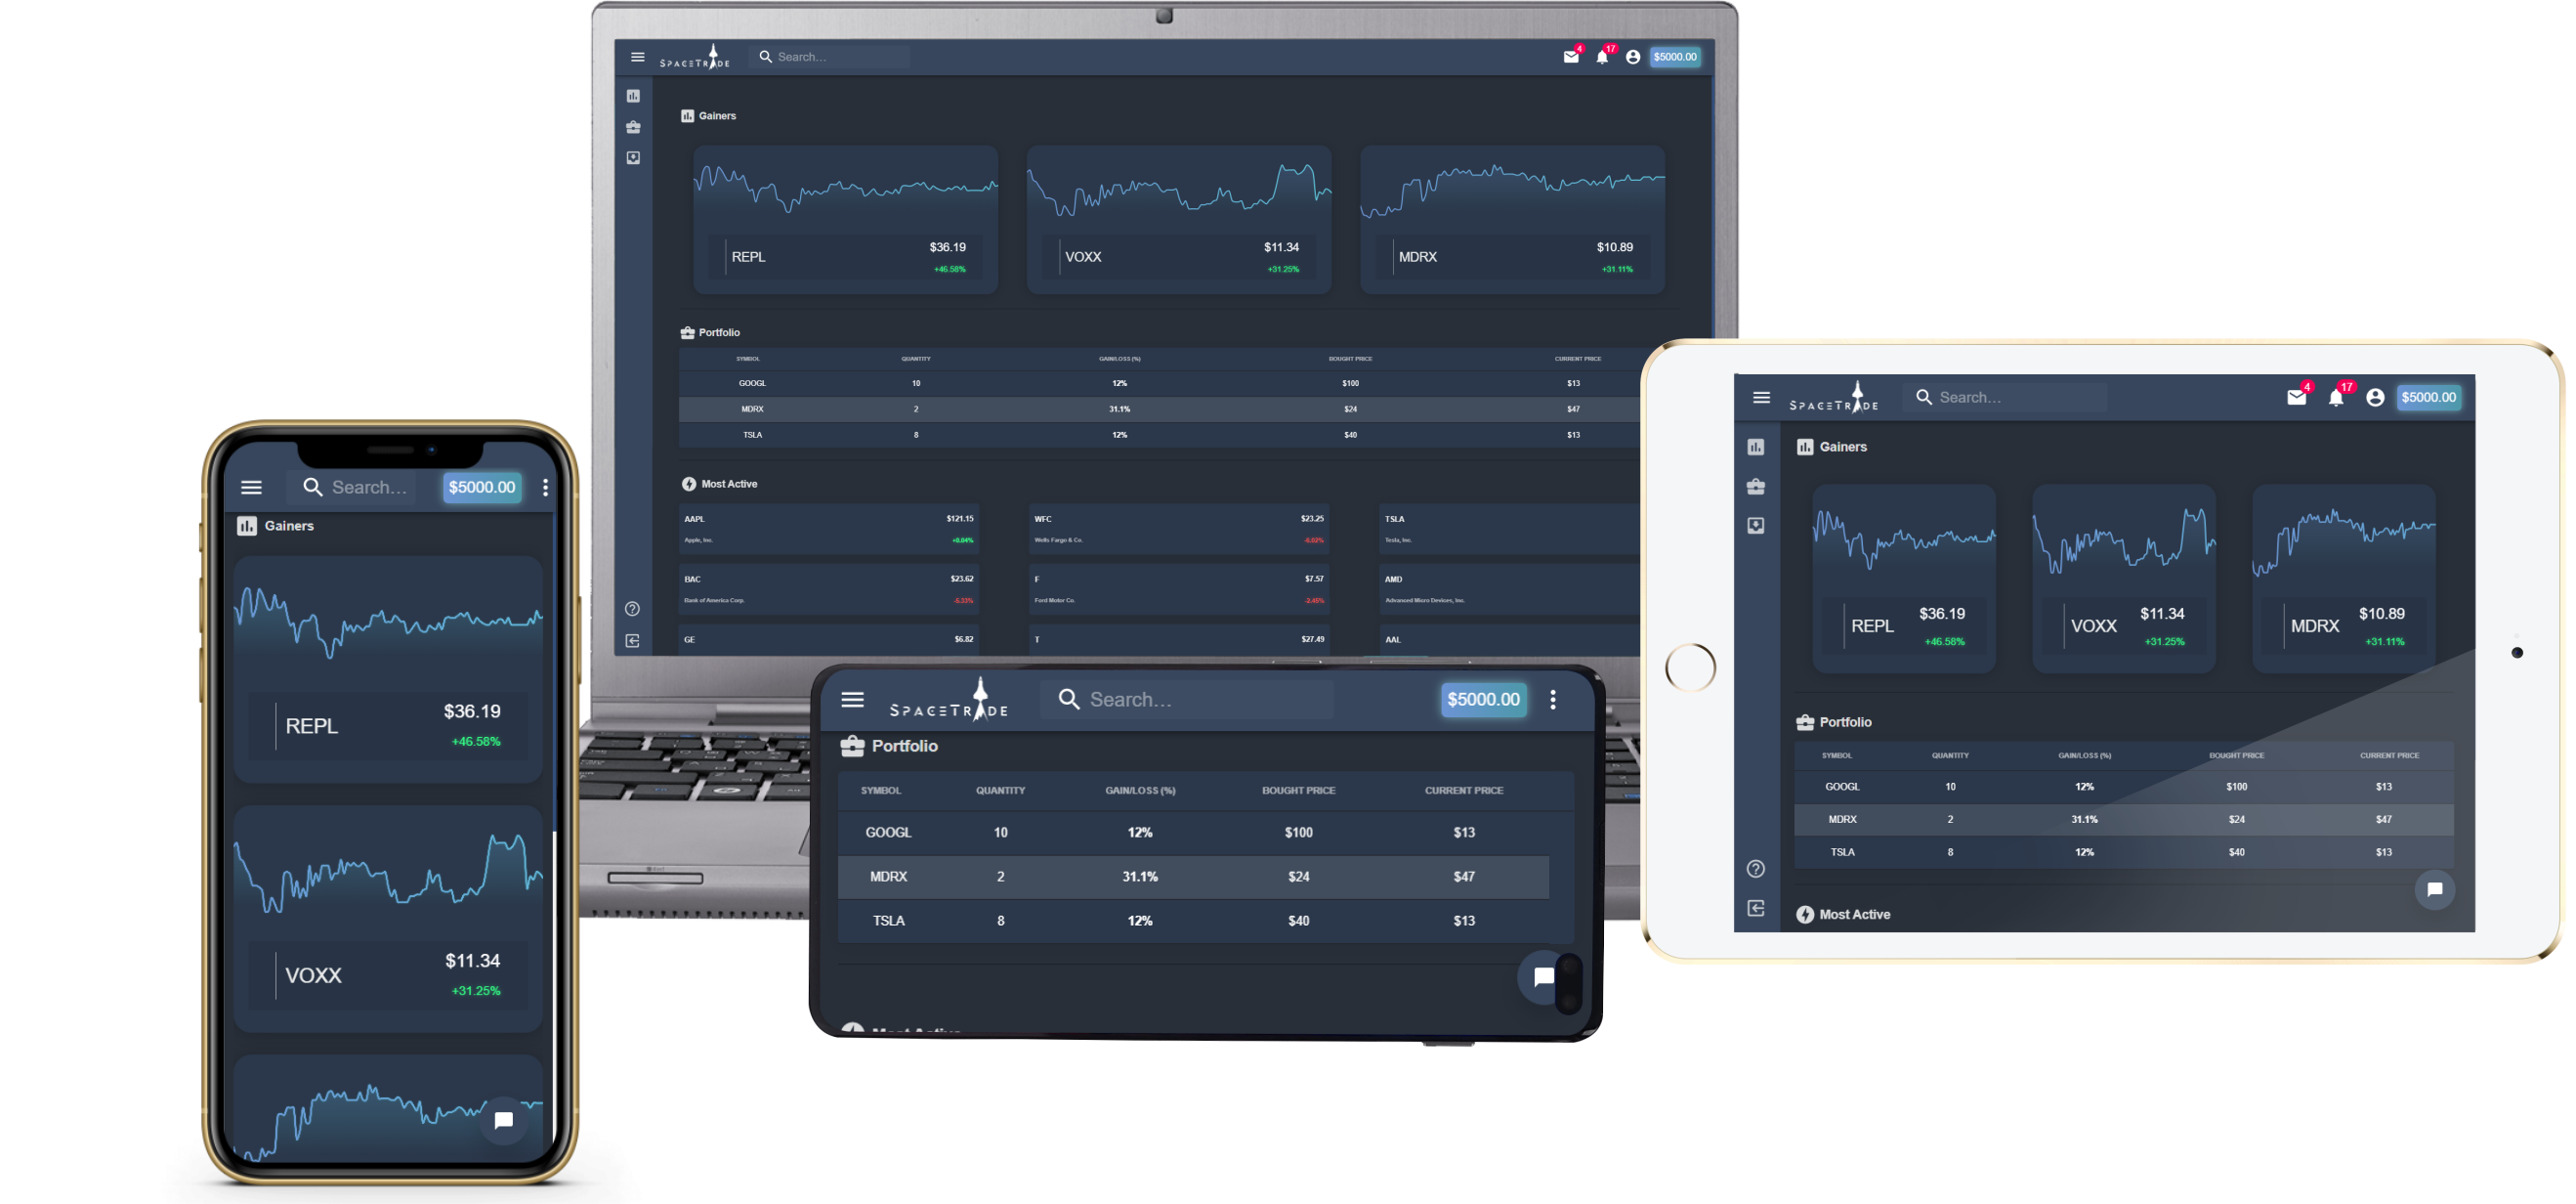 SPACETRADE Search... 4 17 $5000.00
Gainers
REPL $36.19 +46.58%
VOXX $11.34 +31.25%
MDRX $10.89 +31.11%
Portfolio
SYMBOL QUANTITY GAIN/LOSS (%) BOUGHT PRICE CURRENT PRICE
GOOGL 10 12% $100 $13
MDRX 2 31.1% $24 $47
TSLA 8 12% $40 $13
Most Active
AAPL $121.15
Apple, Inc.
WFC $23.25
Wells Fargo & Co.
TSLA
Tesla, Inc.
BAC $23.62
Bank of America Corp. -5.33%
F $7.57
Ford Motor Co. -2.45%
AMD
Advanced Micro Devices, Inc.
GE $6.82
T $27.49
AAL
Search... $5000.00
Gainers
REPL $36.19 +46.58%
VOXX $11.34 +31.25%
SPACETRADE Search... $5000.00
Portfolio
SYMBOL QUANTITY GAIN/LOSS (%) BOUGHT PRICE CURRENT PRICE
GOOGL 10 12% $100 $13
MDRX 2 31.1% $24 $47
TSLA 8 12% $40 $13
Most Active
SPACETRADE Search... 4 17 $5000.00
Gainers
REPL $36.19 +46.58%
VOXX $11.34 +31.25%
MDRX $10.89 +31.11%
Portfolio
SYMBOL QUANTITY GAIN/LOSS (%) BOUGHT PRICE CURRENT PRICE
GOOGL 10 12% $100 $13
MDRX 2 31.1% $24 $47
TSLA 8 12% $40 $13
Most Active